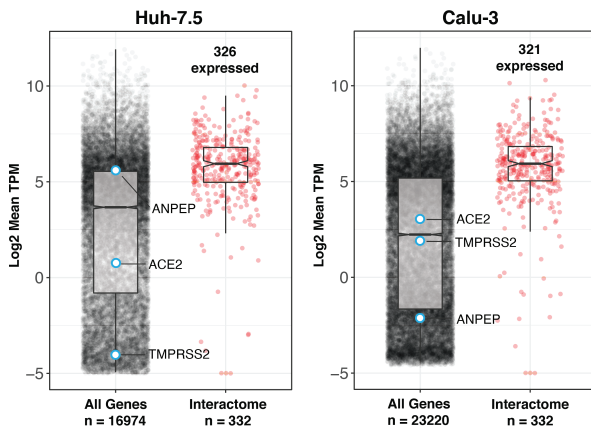 Huh-7.5
Log2 Mean TPM
10
5
0
−5
326
expressed
ANPEP
ACE2
TMPRSS2
All Genes
n = 16974
Interactome
n = 332
Calu-3
Log2 Mean TPM
10
5
0
−5
321
expressed
ACE2
TMPRSS2
ANPEP
All Genes
n = 23220
Interactome
n = 332